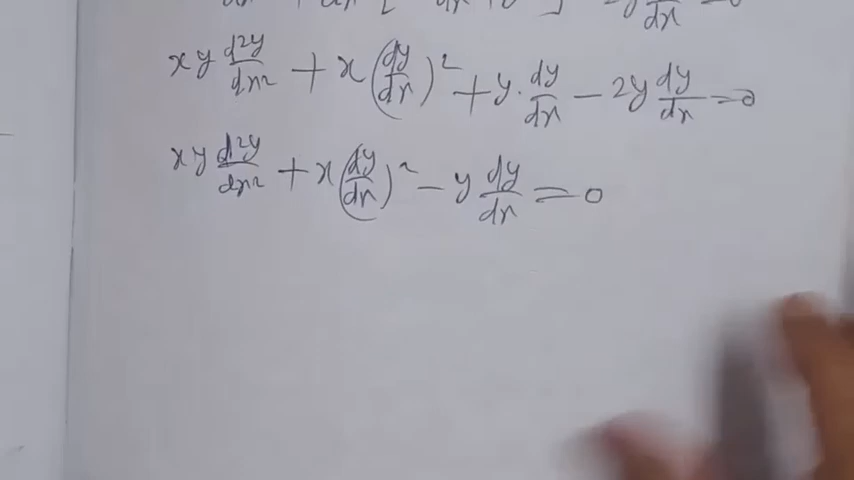 xy d²y/dx² + x(dy/dx)² + y·dy/dx − 2y dy/dx = 0
xy d²y/dx² + x(dy/dx)² − y dy/dx = 0